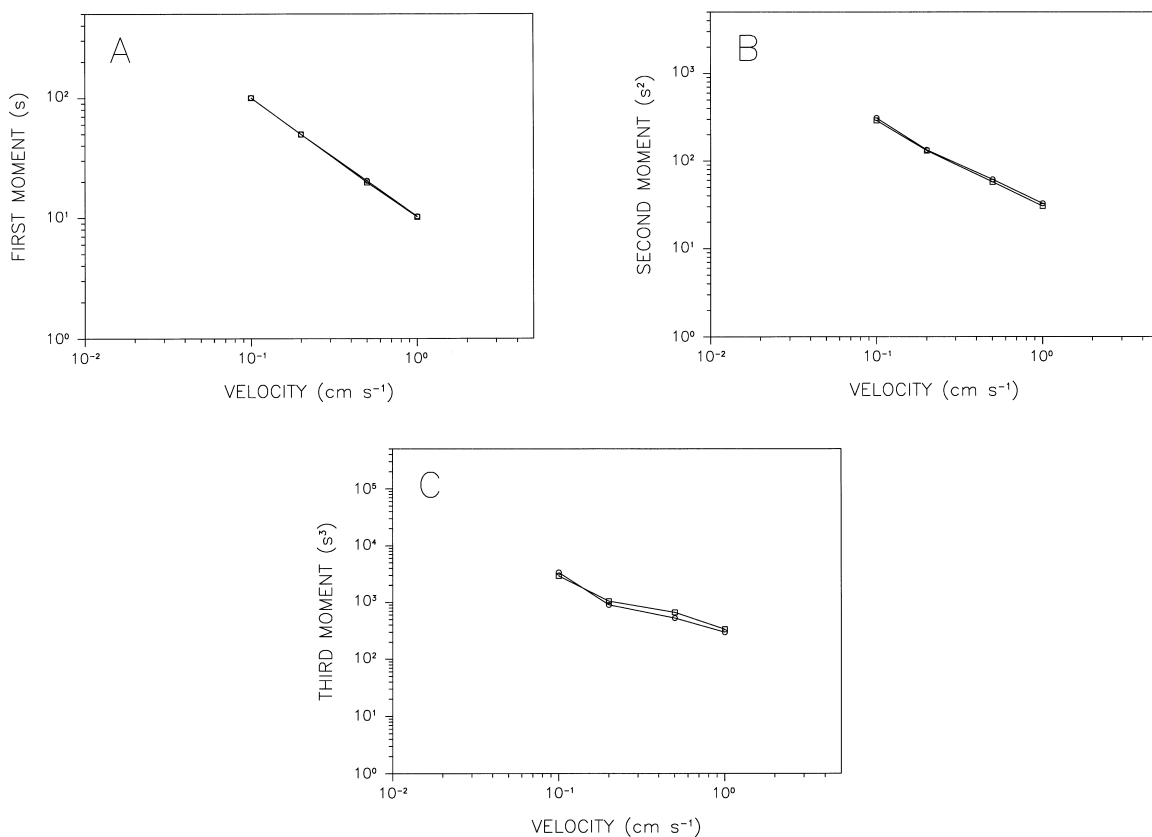 A
FIRST MOMENT (s)
10²
10¹
10⁰
10⁻² 10⁻¹ 10⁰
VELOCITY (cm s⁻¹)
B
SECOND MOMENT (s²)
10³
10²
10¹
10⁰
10⁻² 10⁻¹ 10⁰
VELOCITY (cm s⁻¹)
C
THIRD MOMENT (s³)
10⁵
10⁴
10³
10²
10¹
10⁰
10⁻² 10⁻¹ 10⁰
VELOCITY (cm s⁻¹)